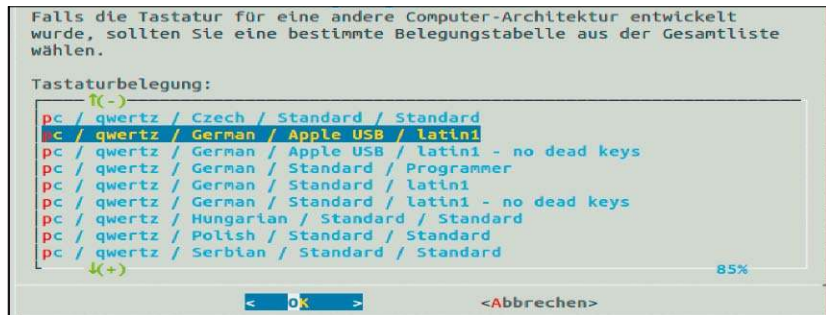 Falls die Tastatur für eine andere Computer-Architektur entwickelt
wurde, sollten Sie eine bestimmte Belegungstabelle aus der Gesamtliste
wählen.
Tastaturbelegung:
↑(-)
pc / qwertz / Czech / Standard / Standard
pc / qwertz / German / Apple USB / latin1
pc / qwertz / German / Apple USB / latin1 - no dead keys
pc / qwertz / German / Standard / Programmer
pc / qwertz / German / Standard / latin1
pc / qwertz / German / Standard / latin1 - no dead keys
pc / qwertz / Hungarian / Standard / Standard
pc / qwertz / Polish / Standard / Standard
pc / qwertz / Serbian / Standard / Standard
↓(+) 85%
< oK > <Abbrechen>